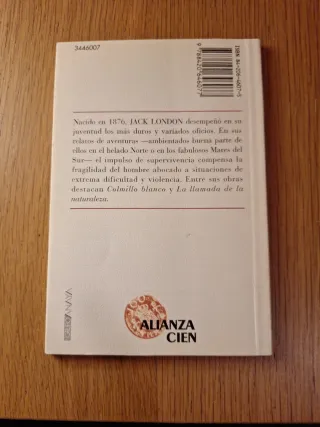 3446007
Nacido en 1876, JACK LONDON desempeñó en su
juventud los más duros y variados oficios. En sus
relatos de aventuras —ambientados buena parte de
ellos en el helado Norte o en los fabulosos Mares del
Sur— el impulso de supervivencia compensa la
fragilidad del hombre abocado a situaciones de
extrema dificultad y violencia. Entre sus obras
destacan Colmillo blanco y La llamada de la
naturaleza.
ALIANZA
CIEN